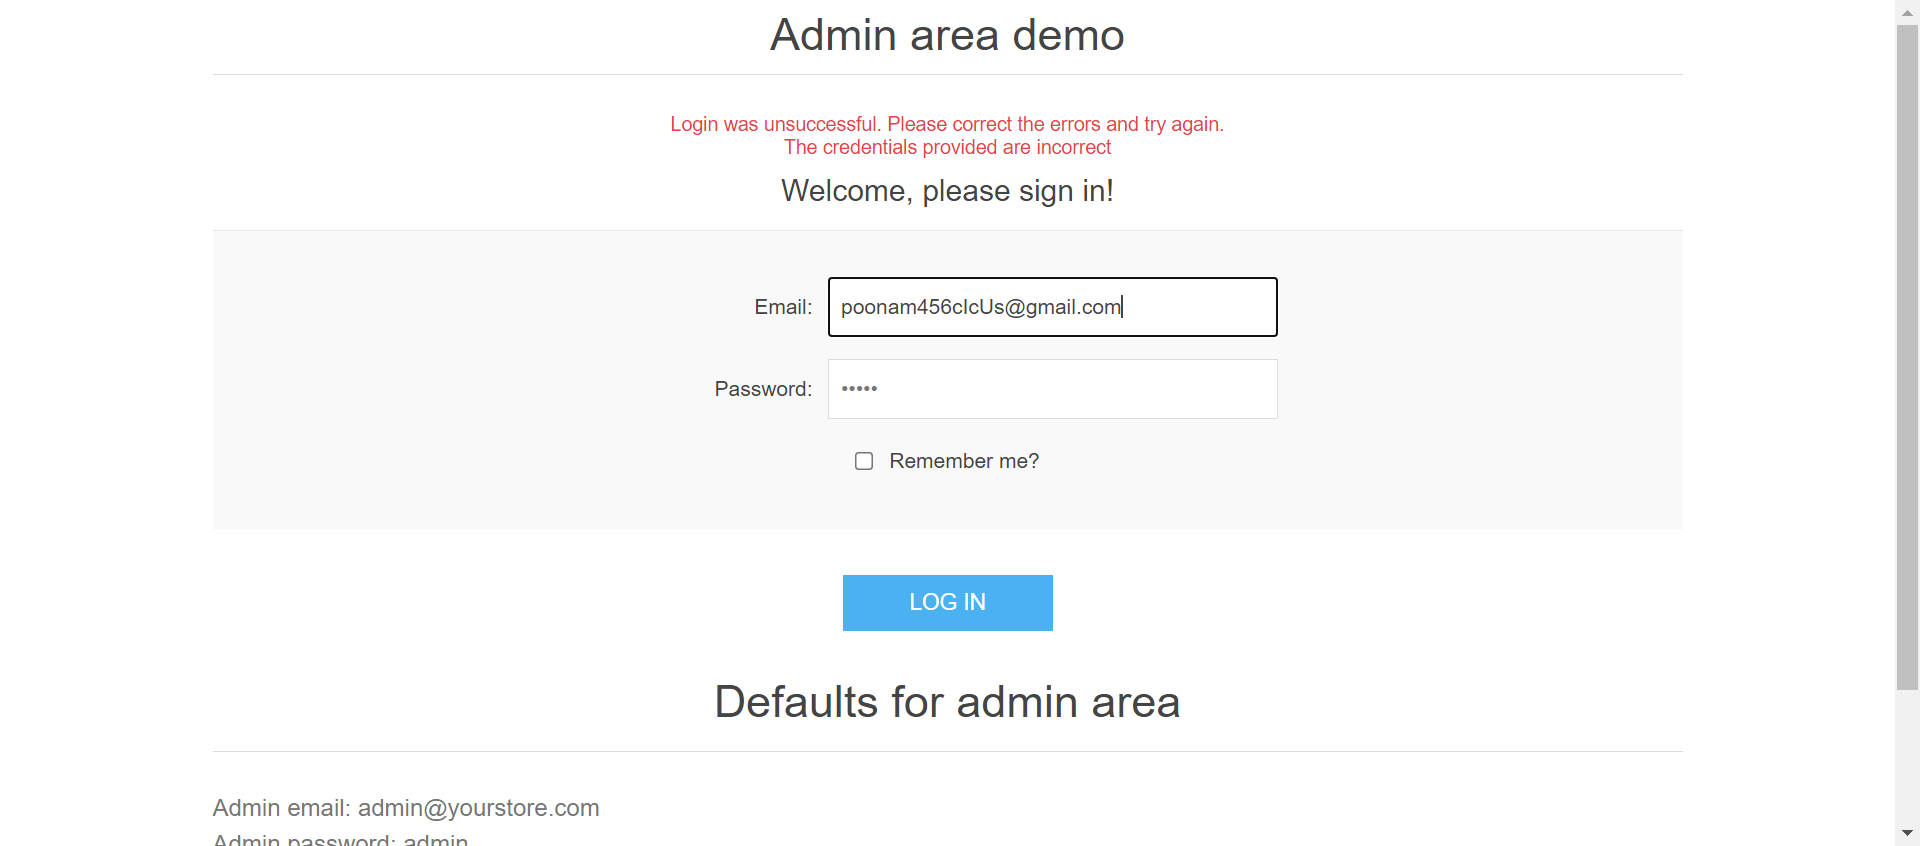 Admin area demo
Login was unsuccessful. Please correct the errors and try again.
The credentials provided are incorrect
Welcome, please sign in!
Email: poonam456cIcUs@gmail.com
Password: •••••
Remember me?
LOG IN
Defaults for admin area
Admin email: admin@yourstore.com
Admin password: admin